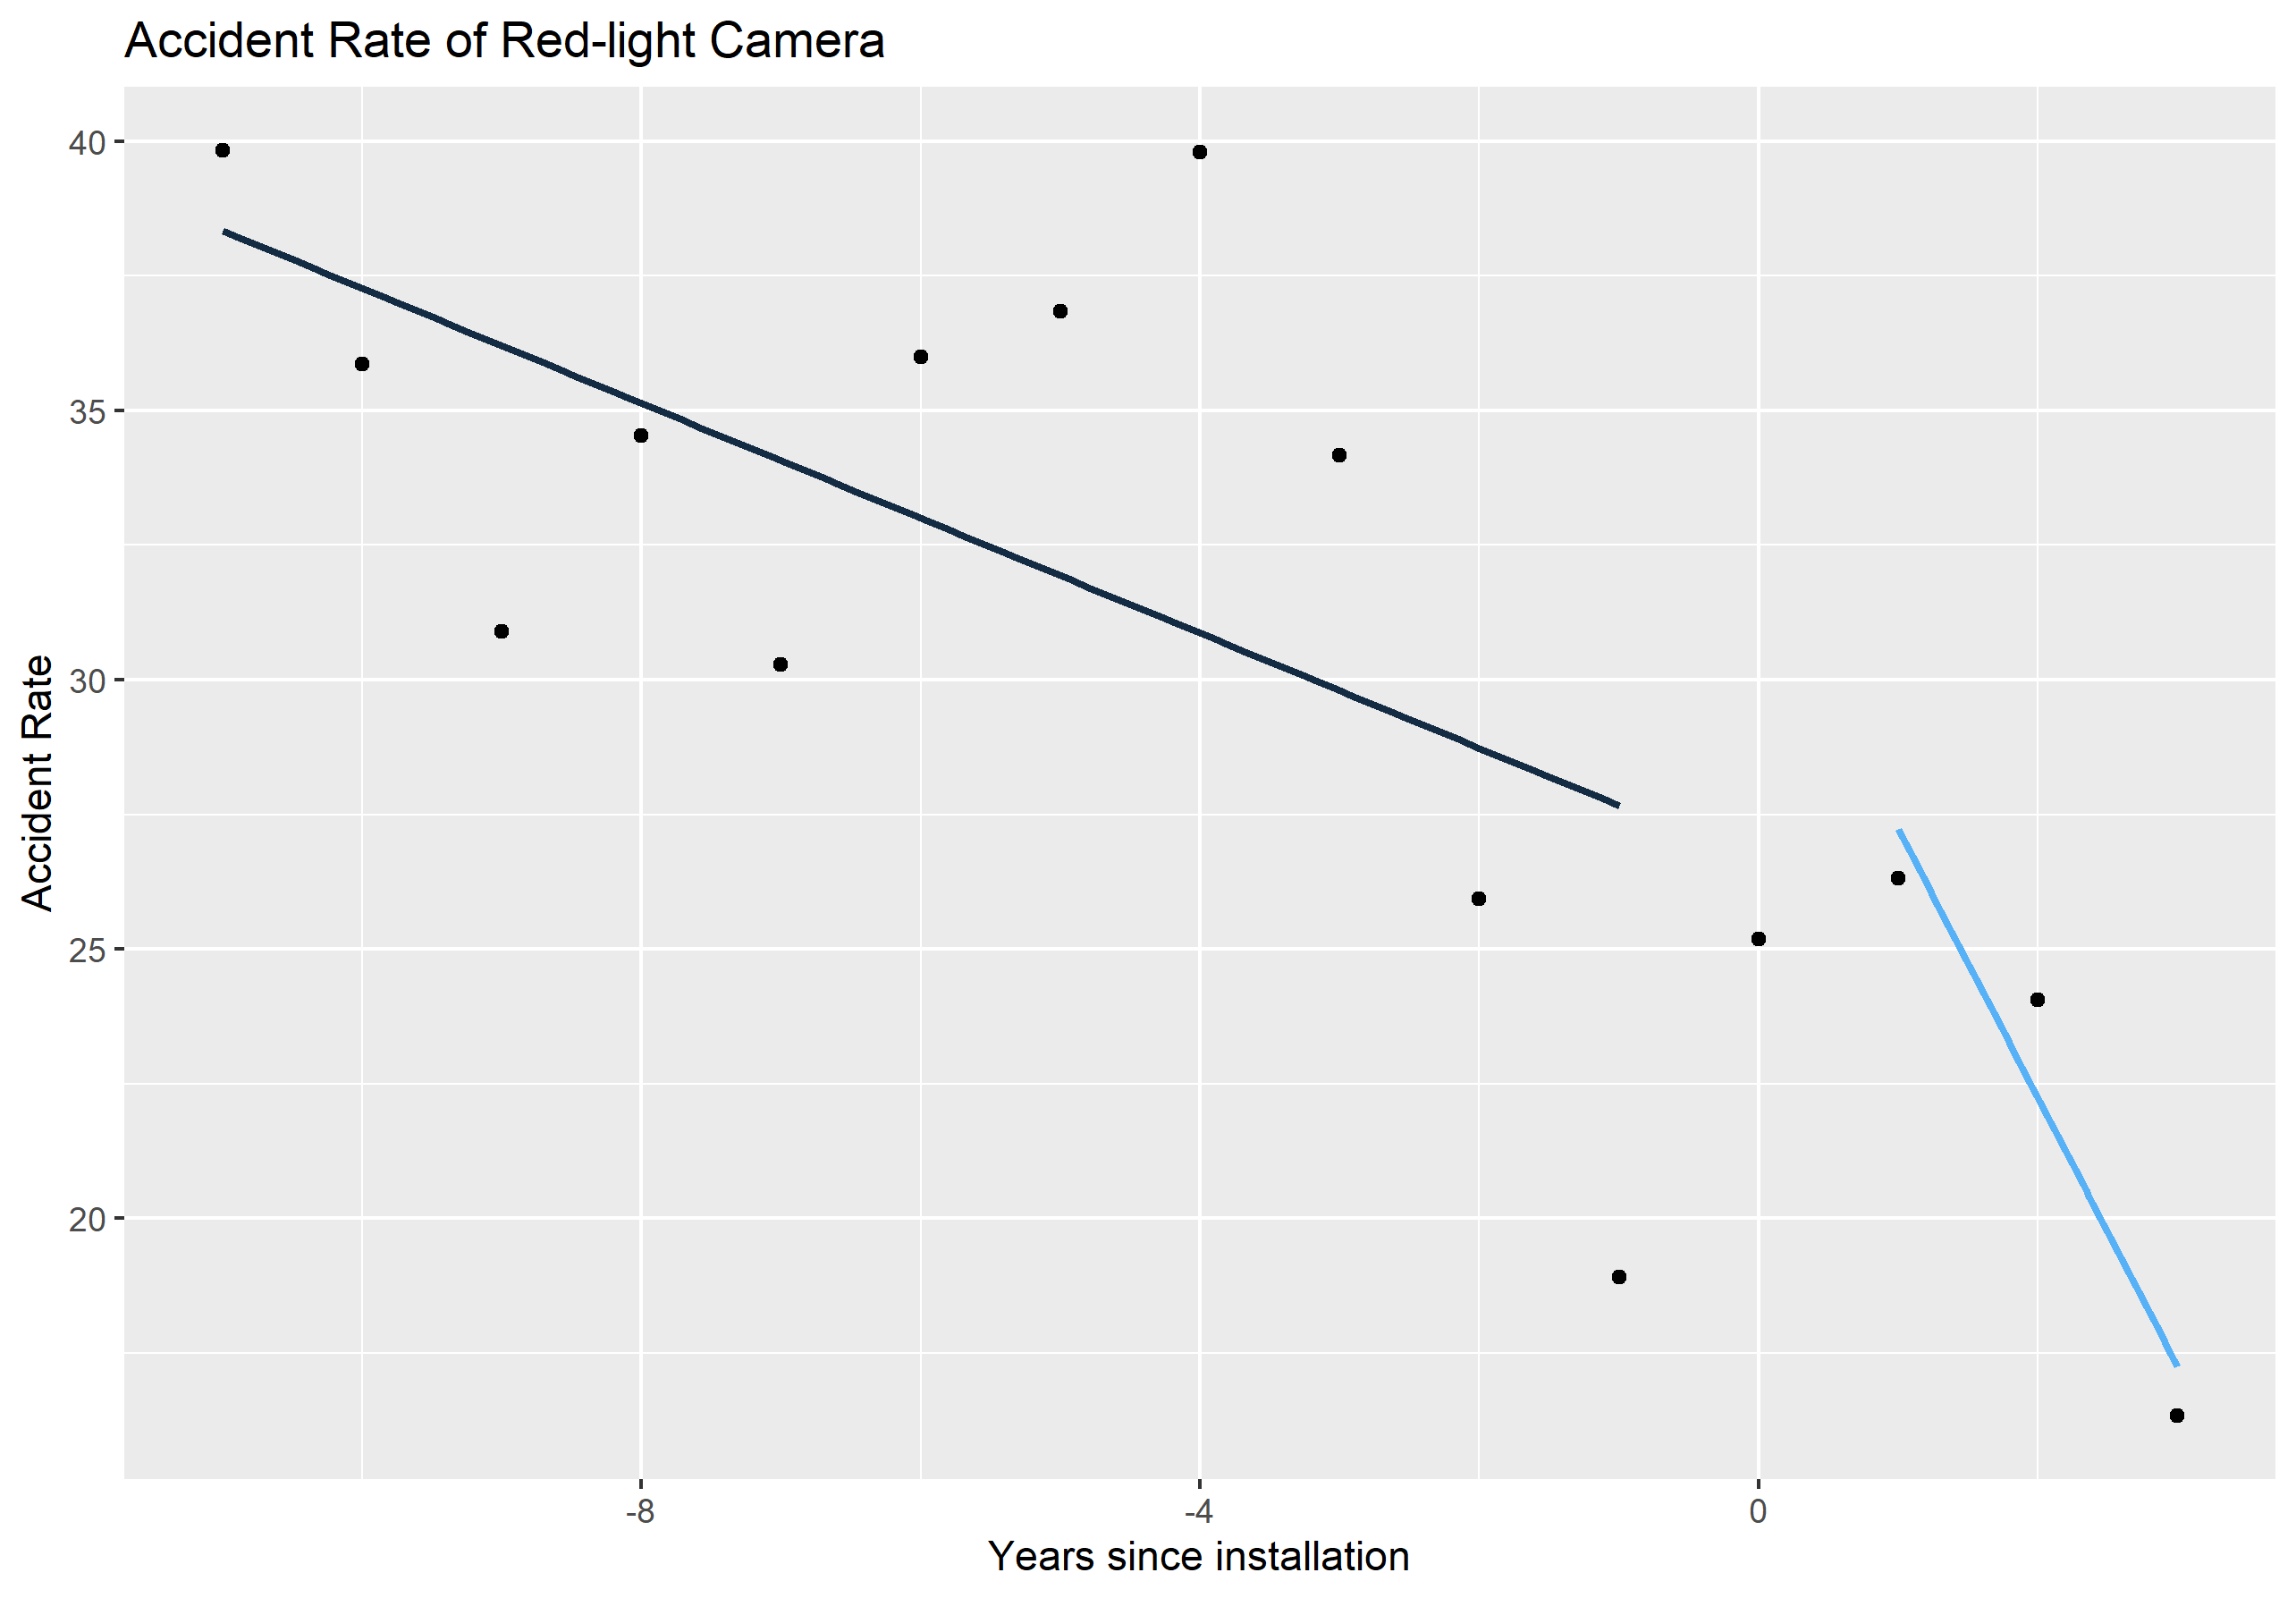 Accident Rate of Red-light Camera
40
35
30
25
20
Accident Rate
-8
-4
0
Years since installation